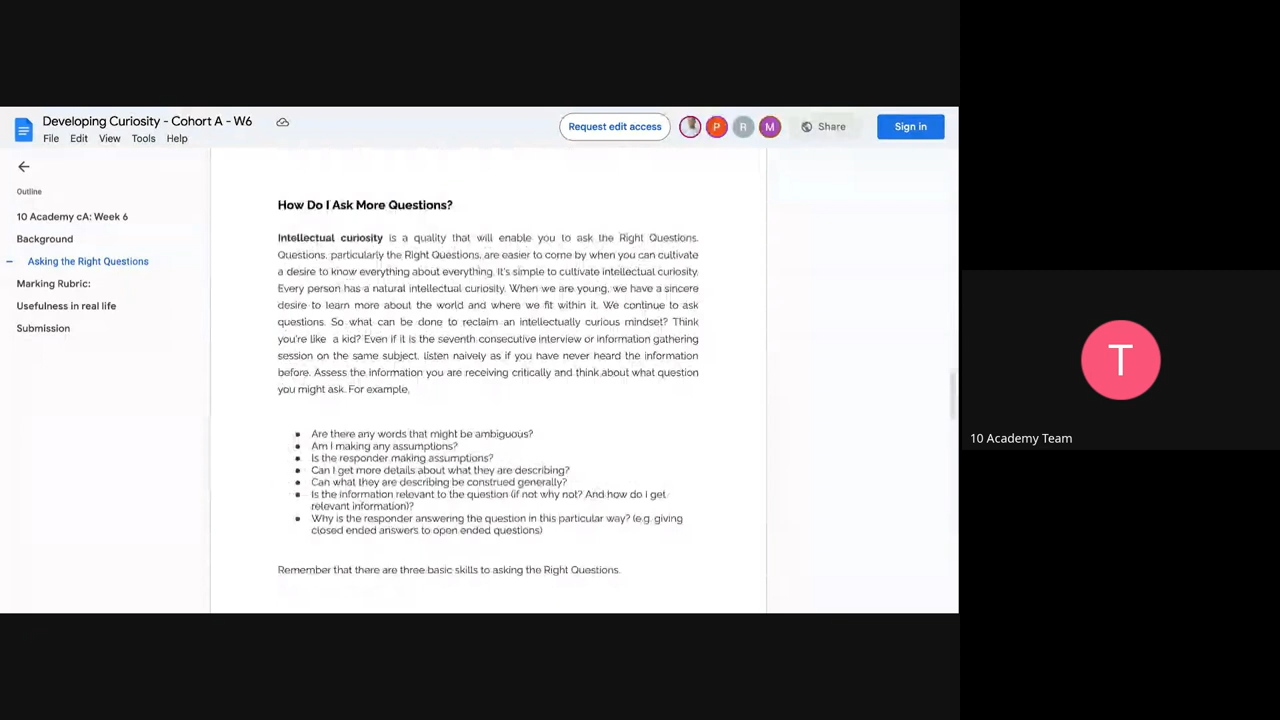 Developing Curiosity - Cohort A - W6
File Edit View Tools Help
Request edit access
P
R
M
Share
Sign in
Outline
10 Academy cA: Week 6
Background
Asking the Right Questions
Marking Rubric:
Usefulness in real life
Submission
How Do I Ask More Questions?
Intellectual curiosity is a quality that will enable you to ask the Right Questions.
Questions, particularly the Right Questions, are easier to come by when you can cultivate
a desire to know everything about everything. It's simple to cultivate intellectual curiosity.
Every person has a natural intellectual curiosity. When we are young, we have a sincere
desire to learn more about the world and where we fit within it. We continue to ask
questions. So what can be done to reclaim an intellectually curious mindset? Think
you're like a kid? Even if it is the seventh consecutive interview or information gathering
session on the same subject, listen naively as if you have never heard the information
before. Assess the information you are receiving critically and think about what question
you might ask. For example,
Are there any words that might be ambiguous?
Am I making any assumptions?
Is the responder making assumptions?
Can I get more details about what they are describing?
Can what they are describing be construed generally?
Is the information relevant to the question (if not why not? And how do I get
relevant information)?
Why is the responder answering the question in this particular way? (e.g. giving
closed ended answers to open ended questions)
Remember that there are three basic skills to asking the Right Questions.
T
10 Academy Team